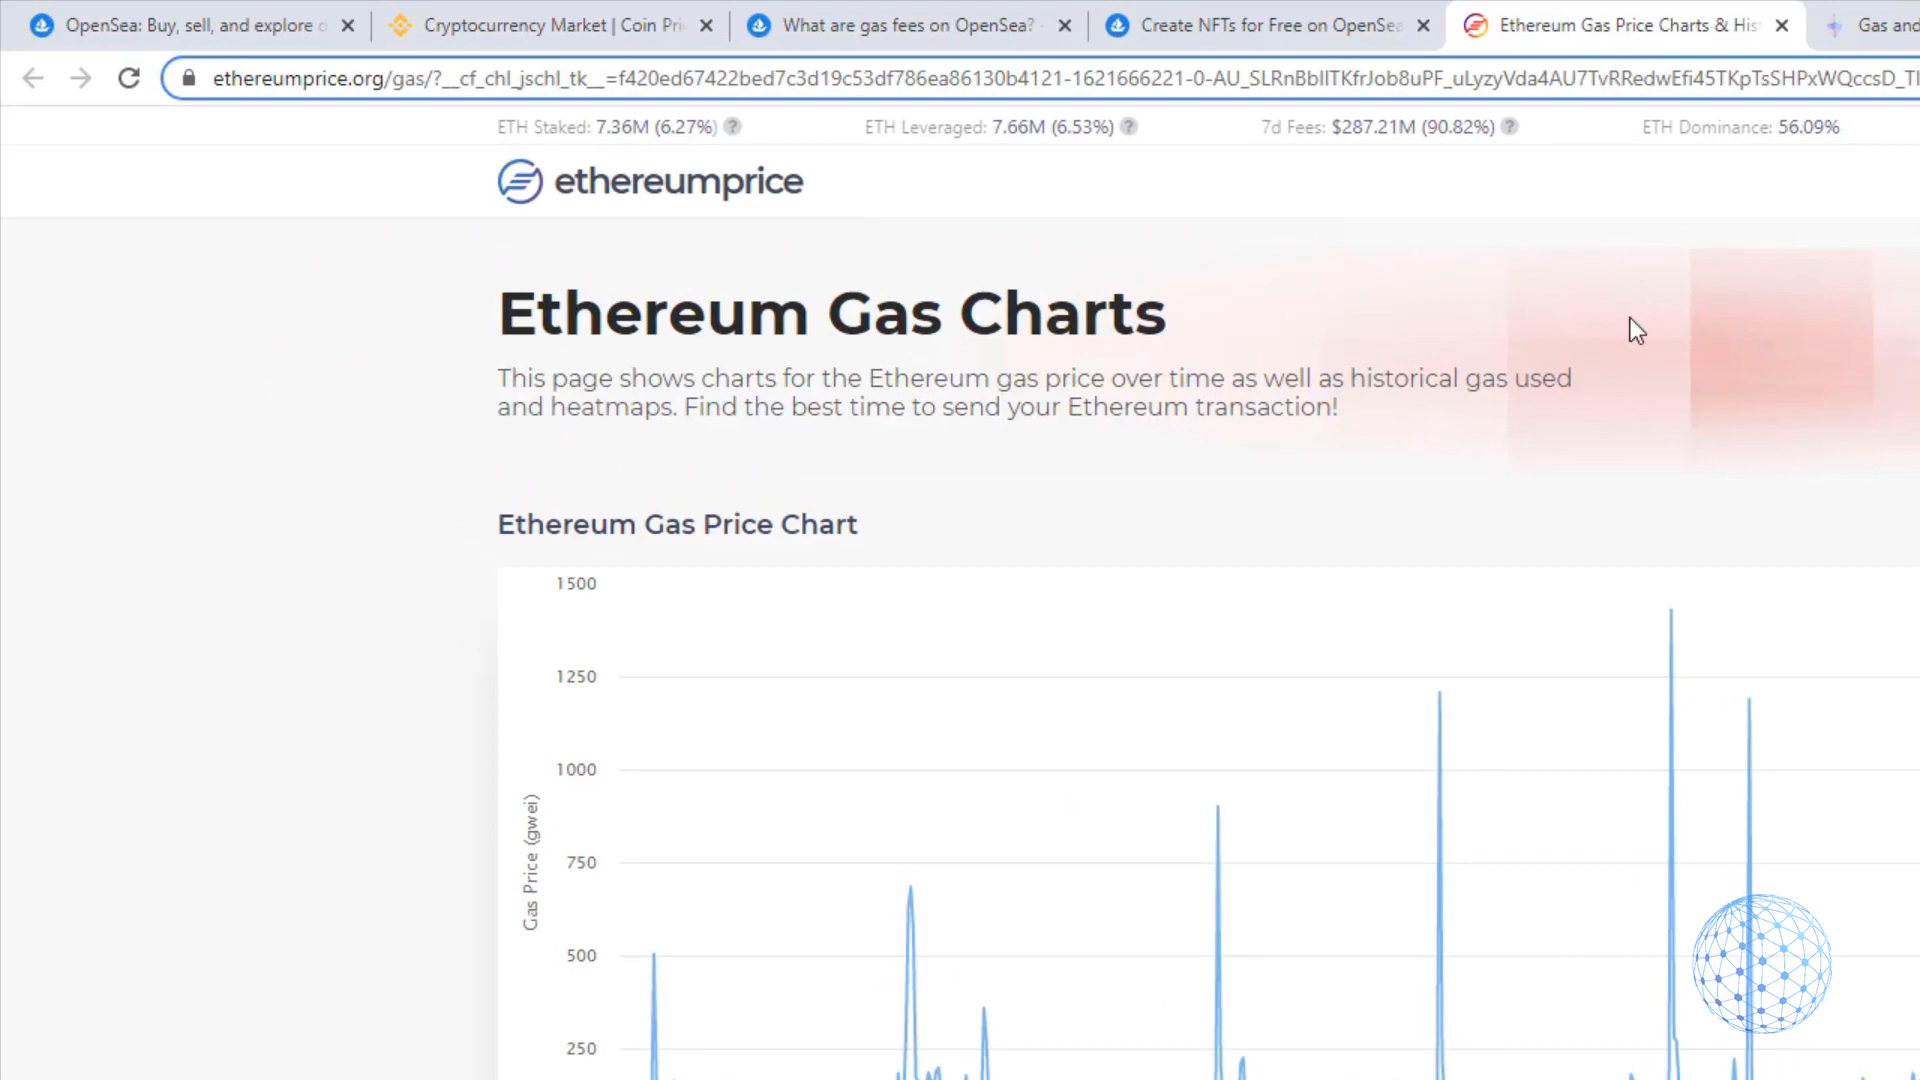 OpenSea: Buy, sell, and explore d
Cryptocurrency Market | Coin Pri
What are gas fees on OpenSea? -
Create NFTs for Free on OpenSea
Ethereum Gas Price Charts & His
Gas and
ethereumprice.org/gas/?__cf_chl_jschl_tk__=f420ed67422bed7c3d19c53df786ea86130b4121-1621666221-0-AU_SLRnBbIITKfrJob8uPF_uLyzyVda4AU7TvRRedwEfi45TKpTsSHPxWQccsD_TI
ETH Staked: 7.36M (6.27%) ?
ETH Leveraged: 7.66M (6.53%) ?
7d Fees: $287.21M (90.82%) ?
ETH Dominance: 56.09%
ethereumprice
Ethereum Gas Charts
This page shows charts for the Ethereum gas price over time as well as historical gas used
and heatmaps. Find the best time to send your Ethereum transaction!
Ethereum Gas Price Chart
1500
1250
1000
750
500
250
Gas Price (gwei)